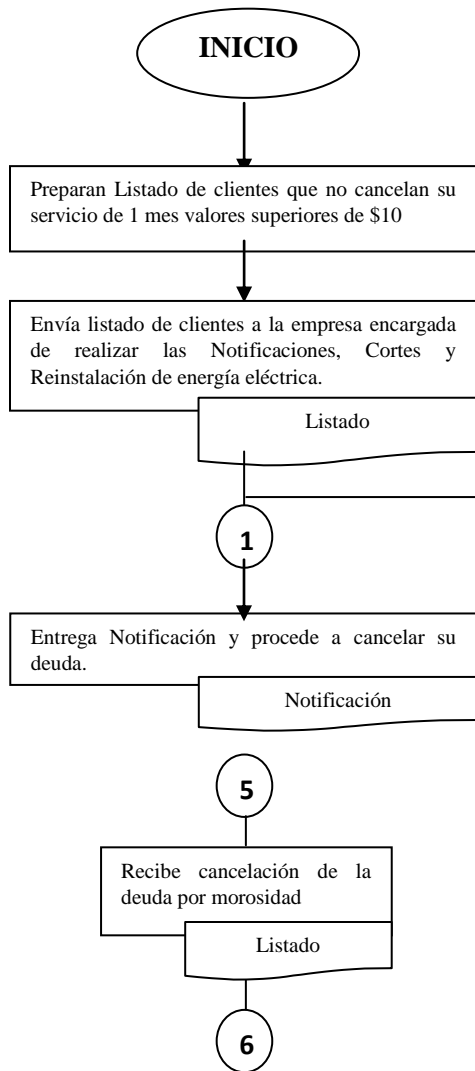 INICIO
Preparan Listado de clientes que no cancelan su
servicio de 1 mes valores superiores de $10
Envía listado de clientes a la empresa encargada
de realizar las Notificaciones, Cortes y
Reinstalación de energía eléctrica.
Listado
1
Entrega Notificación y procede a cancelar su
deuda.
Notificación
5
Recibe cancelación de la
deuda por morosidad
Listado
6